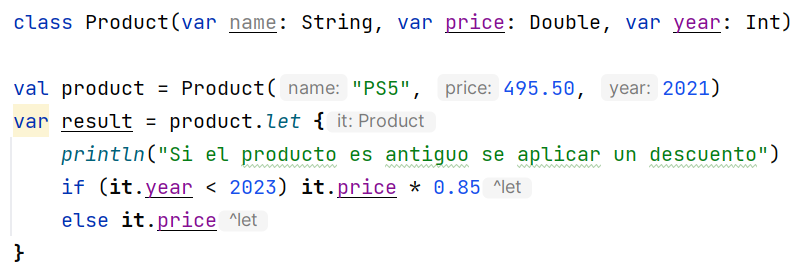 class Product(var name: String, var price: Double, var year: Int)
val product = Product( name: "PS5", price: 495.50, year: 2021)
var result = product.let { it: Product
println("Si el producto es antiguo se aplicar un descuento")
if (it.year < 2023) it.price * 0.85 ^let
else it.price ^let
}